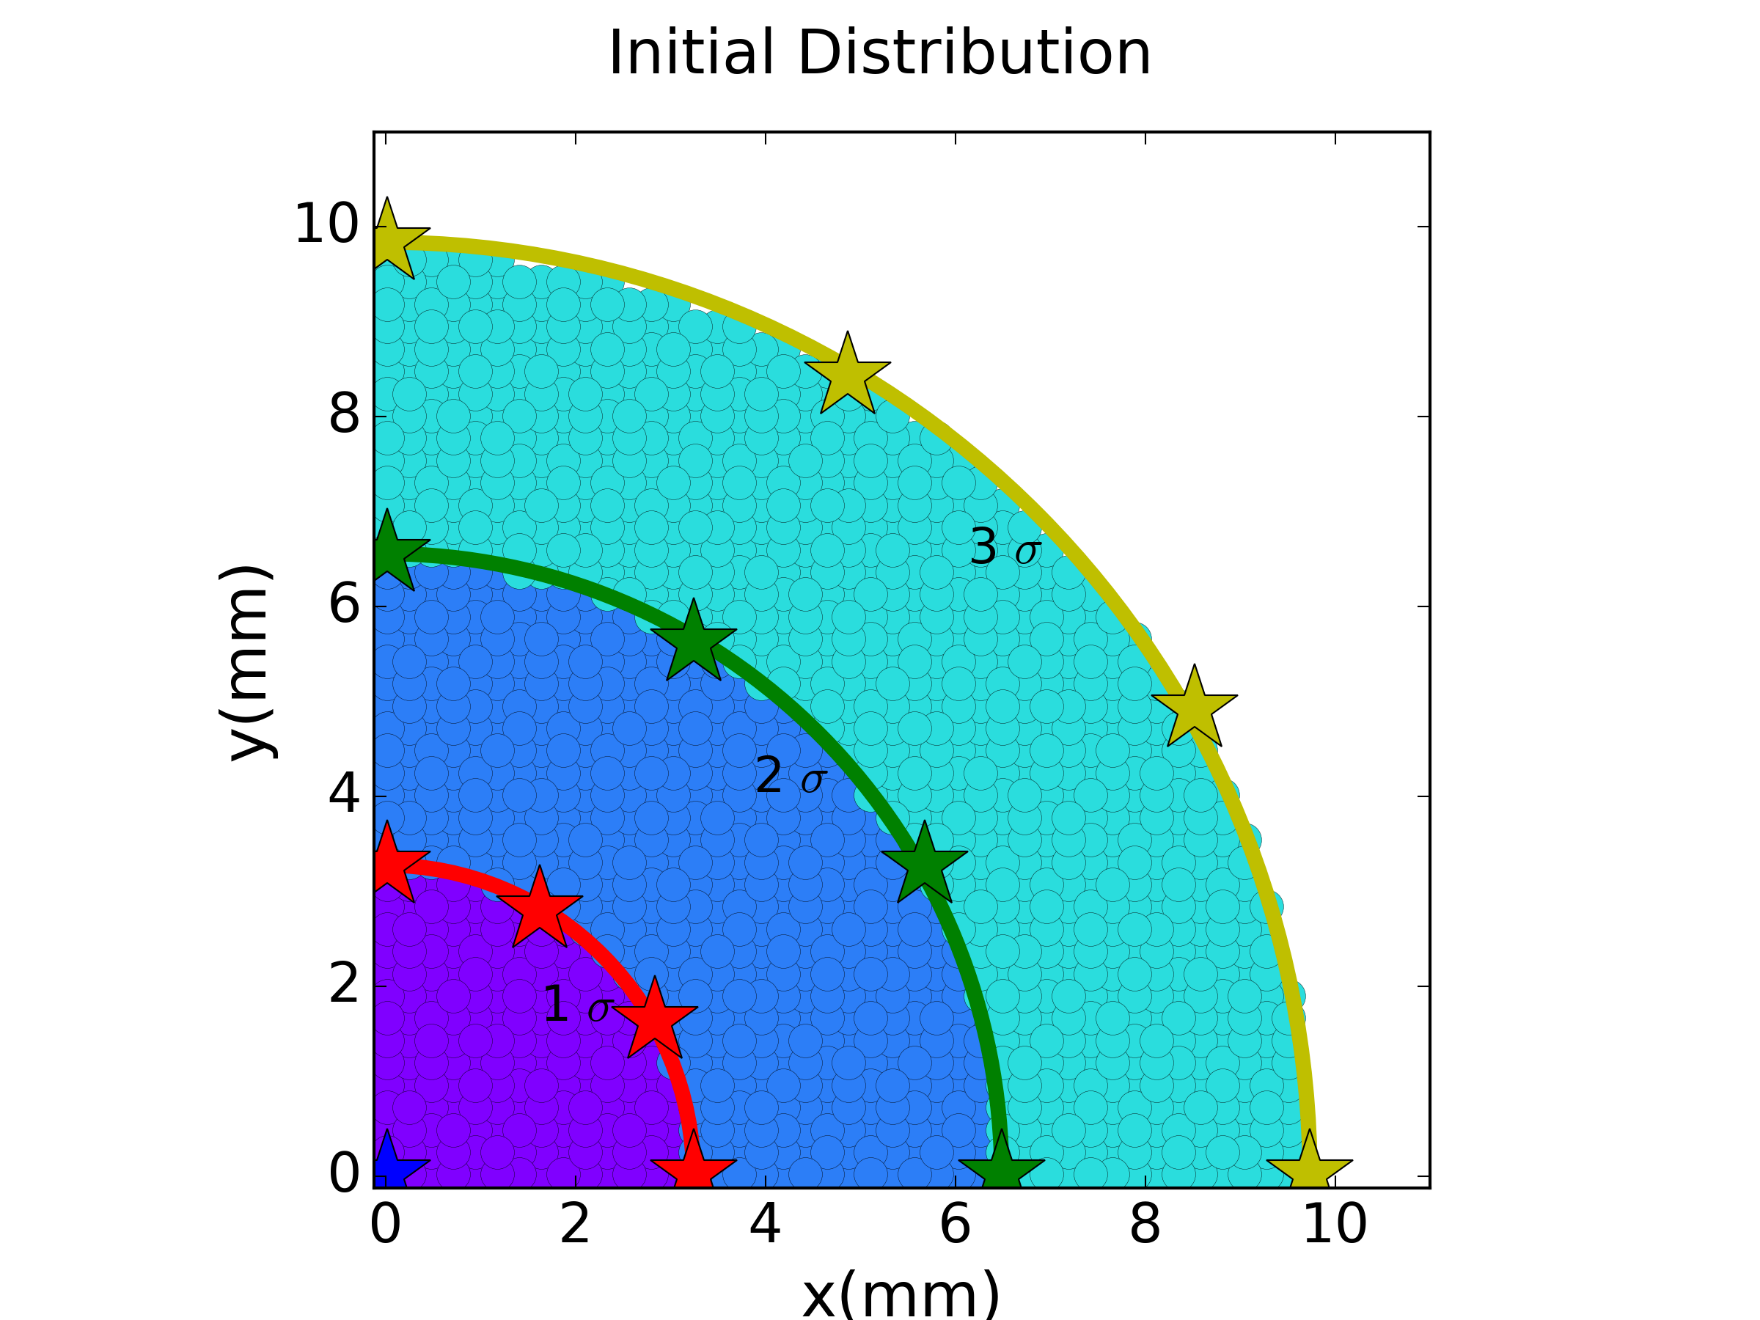 Initial Distribution
10
8
6
4
2
0
y(mm)
3 σ
2 σ
1 σ
0 2 4 6 8 10
x(mm)